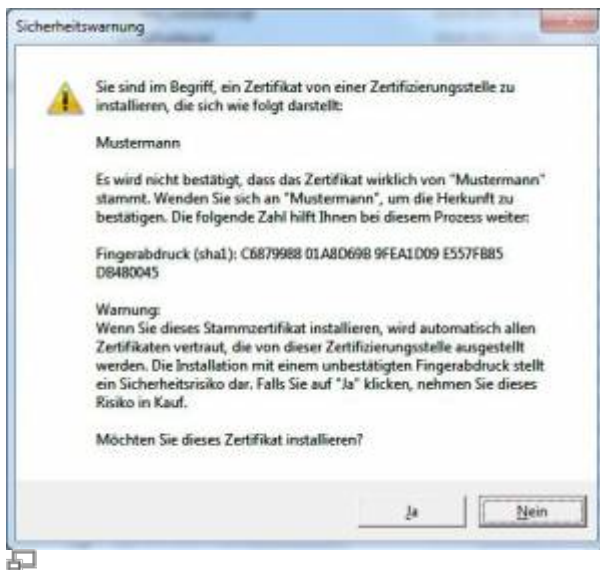 Sicherheitswarnung
Sie sind im Begriff, ein Zertifikat von einer Zertifizierungsstelle zu
installieren, die sich wie folgt darstellt:
Mustermann
Es wird nicht bestätigt, dass das Zertifikat wirklich von "Mustermann"
stammt. Wenden Sie sich an "Mustermann", um die Herkunft zu
bestätigen. Die folgende Zahl hilft Ihnen bei diesem Prozess weiter:
Fingerabdruck (sha1): C6879988 01A8D69B 9FEA1D09 E557FB85
DB480045
Warnung:
Wenn Sie dieses Stammzertifikat installieren, wird automatisch allen
Zertifikaten vertraut, die von dieser Zertifizierungsstelle ausgestellt
werden. Die Installation mit einem unbestätigten Fingerabdruck stellt
ein Sicherheitsrisiko dar. Falls Sie auf "Ja" klicken, nehmen Sie dieses
Risiko in Kauf.
Möchten Sie dieses Zertifikat installieren?
Ja
Nein